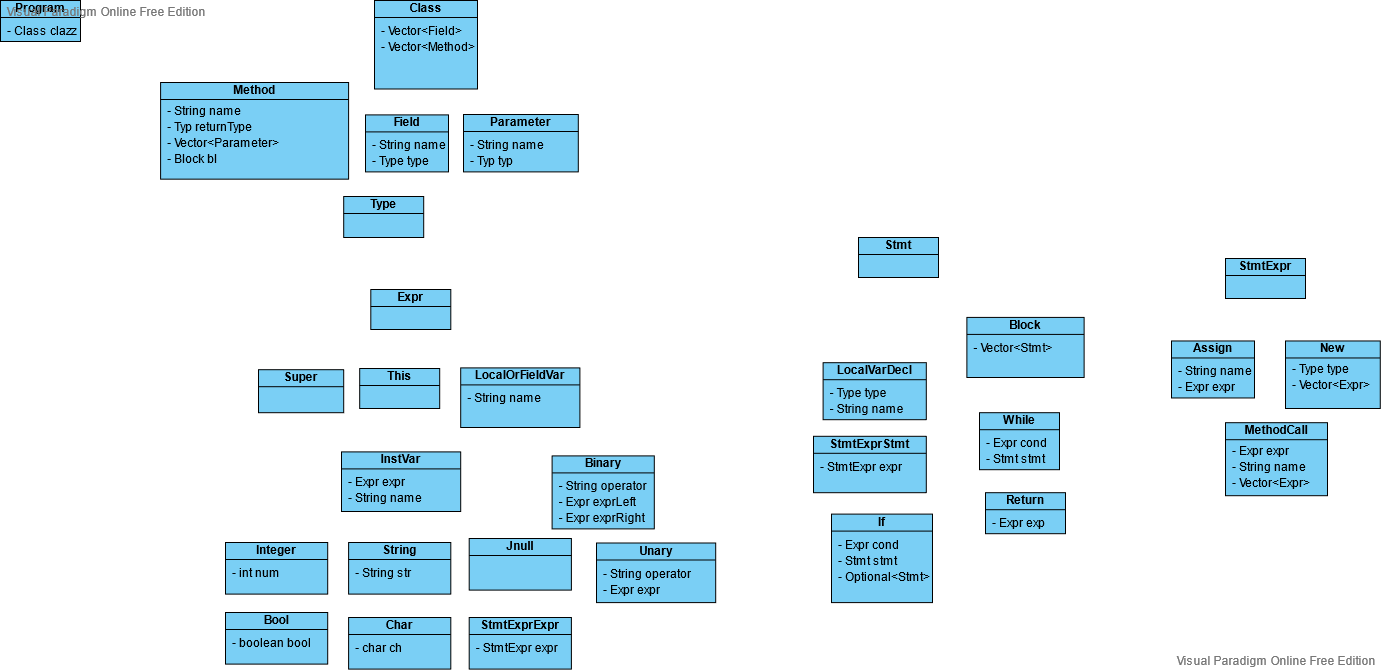 Visual Paradigm Online Free Edition
Program
- Class clazz
Class
- Vector<Field>
- Vector<Method>
Method
- String name
- Typ returnType
- Vector<Parameter>
- Block bl
Field
- String name
- Type type
Parameter
- String name
- Typ typ
Type
Expr
Super
This
LocalOrFieldVar
- String name
InstVar
- Expr expr
- String name
Binary
- String operator
- Expr exprLeft
- Expr exprRight
Integer
- int num
String
- String str
Jnull
Unary
- String operator
- Expr expr
Bool
- boolean bool
Char
- char ch
StmtExprExpr
- StmtExpr expr
Stmt
Block
- Vector<Stmt>
LocalVarDecl
- Type type
- String name
While
- Expr cond
- Stmt stmt
StmtExprStmt
- StmtExpr expr
Return
- Expr exp
If
- Expr cond
- Stmt stmt
- Optional<Stmt>
StmtExpr
Assign
- String name
- Expr expr
New
- Type type
- Vector<Expr>
MethodCall
- Expr expr
- String name
- Vector<Expr>
Visual Paradigm Online Free Edition